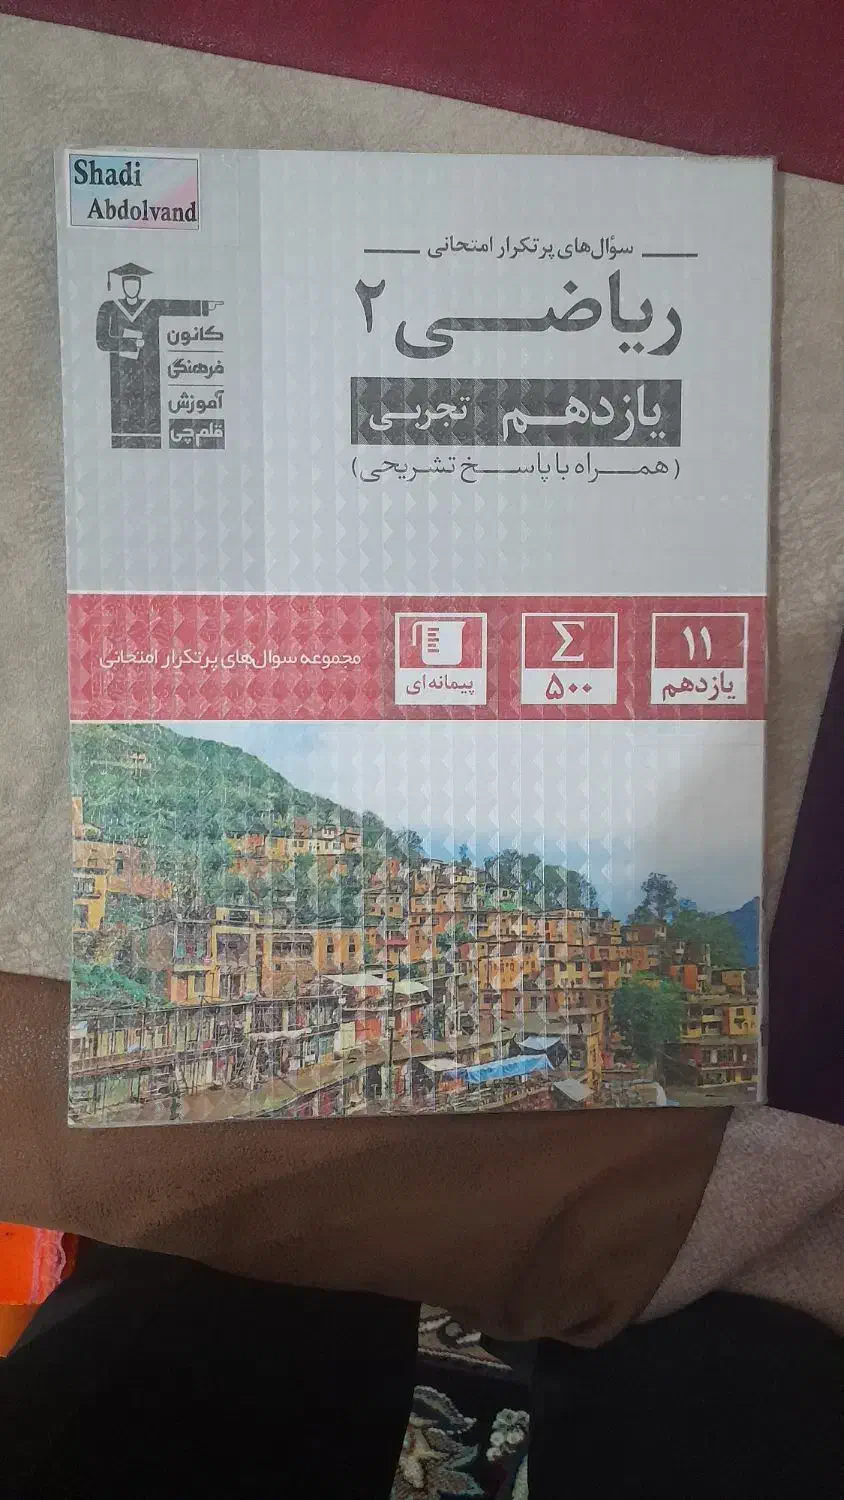 Shadi
Abdolvand
سؤال‌های پرتکرار امتحانی
ریاضی ۲
یازدهم تجربی
(همراه با پاسخ تشریحی)
کانون
فرهنگی
آموزش
قلم‌چی
۱۱
یازدهم
Σ
۵۰۰
پیمانه‌ای
مجموعه سوال‌های پرتکرار امتحانی